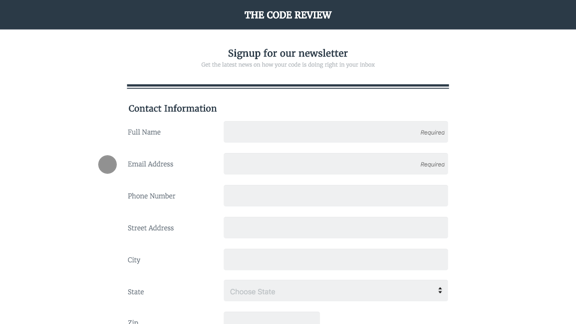 THE CODE REVIEW
Signup for our newsletter
Get the latest news on how your code is doing right to your inbox
Contact Information
Full Name
Required
Email Address
Required
Phone Number
Street Address
City
State
Choose State
Zip